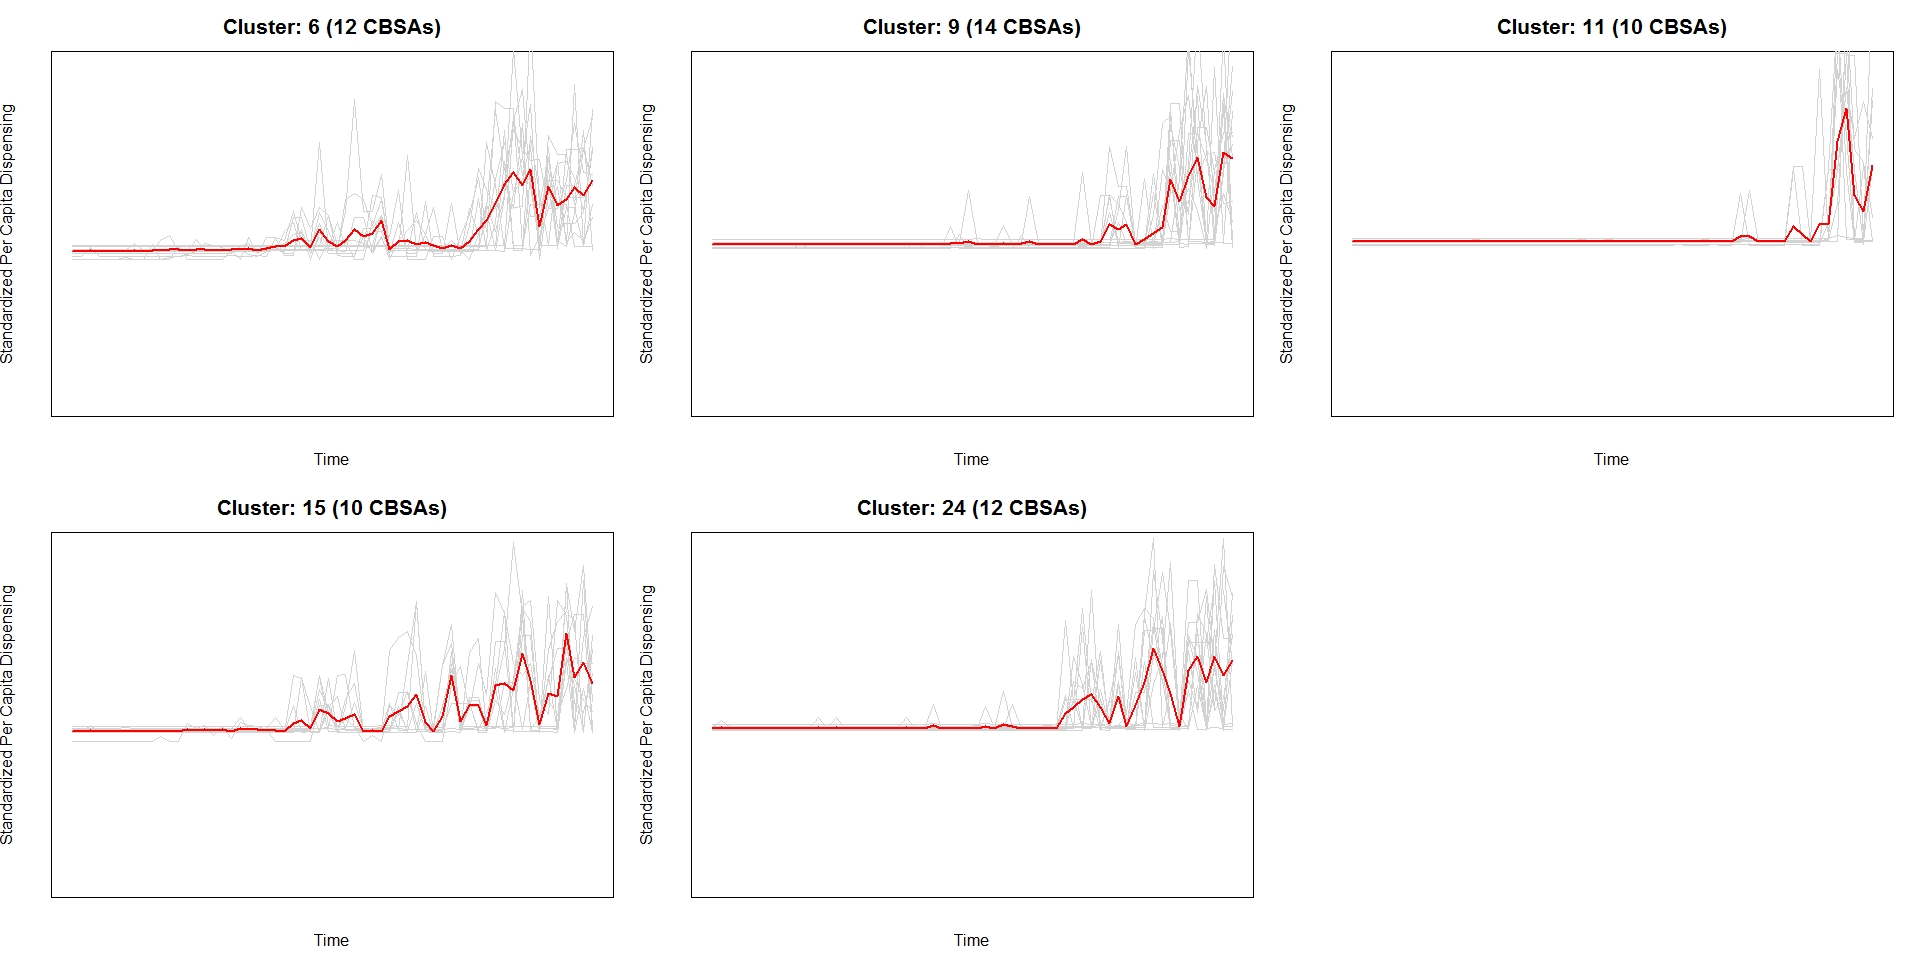 Cluster: 6 (12 CBSAs)
Standardized Per Capita Dispensing
Time
Cluster: 9 (14 CBSAs)
Standardized Per Capita Dispensing
Time
Cluster: 11 (10 CBSAs)
Standardized Per Capita Dispensing
Time
Cluster: 15 (10 CBSAs)
Standardized Per Capita Dispensing
Time
Cluster: 24 (12 CBSAs)
Standardized Per Capita Dispensing
Time